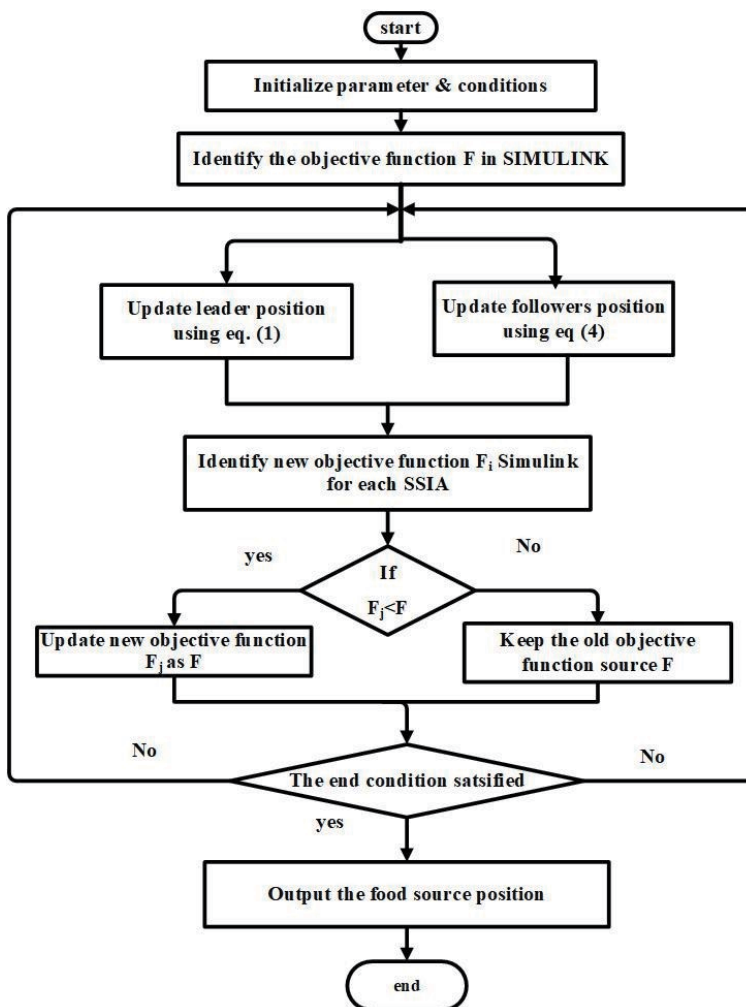 start
Initialize parameter & conditions
Identify the objective function F in SIMULINK
Update leader position
using eq. (1)
Update followers position
using eq (4)
Identify new objective function Fi Simulink
for each SSIA
yes
No
If
Fj<F
Update new objective function
Fj as F
Keep the old objective
function source F
No
No
The end condition satsified
yes
Output the food source position
end